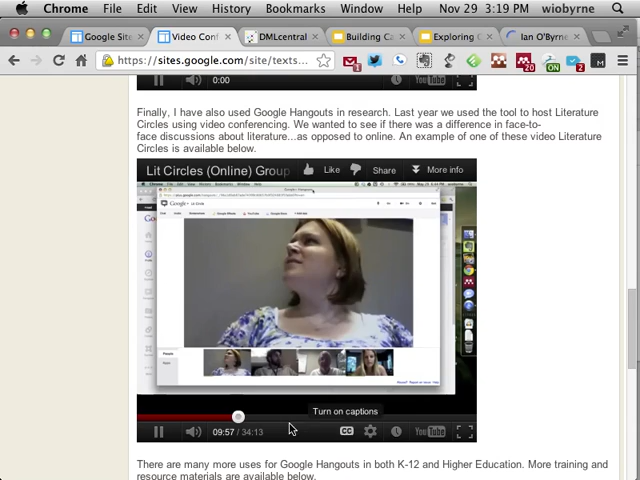 Chrome File Edit View History Bookmarks Window Help Nov 29 3:19 PM wiobyrne
Google Site Video Conf DMLcentral Building Ca Exploring C Ian O'Byrne
https://sites.google.com/site/texts
0:00 YouTube
Finally, I have also used Google Hangouts in research. Last year we used the tool to host Literature
Circles using video conferencing. We wanted to see if there was a difference in face-to-
face discussions about literature...as opposed to online. An example of one of these video Literature
Circles is available below.
Lit Circles (Online) Group Like Share More info
Google+
People
Turn on captions
09:57 / 34:13 CC YouTube
There are many more uses for Google Hangouts in both K-12 and Higher Education. More training and
resource materials are available below.